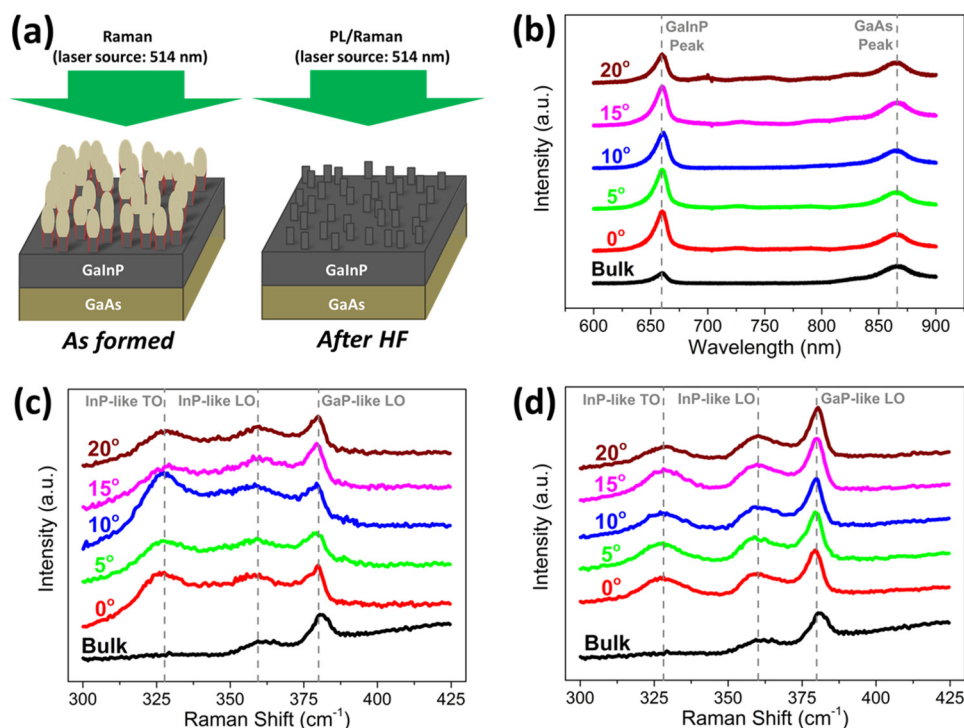 (a)
Raman
(laser source: 514 nm)
PL/Raman
(laser source: 514 nm)
GaInP
GaAs
As formed
GaInP
GaAs
After HF
(b)
GaInP
Peak
GaAs
Peak
20°
15°
10°
5°
0°
Bulk
Intensity (a.u.)
600 650 700 750 800 850 900
Wavelength (nm)
(c)
InP-like TO InP-like LO GaP-like LO
20°
15°
10°
5°
0°
Bulk
Intensity (a.u.)
300 325 350 375 400 425
Raman Shift (cm⁻¹)
(d)
InP-like TO InP-like LO GaP-like LO
20°
15°
10°
5°
0°
Bulk
Intensity (a.u.)
300 325 350 375 400 425
Raman Shift (cm⁻¹)